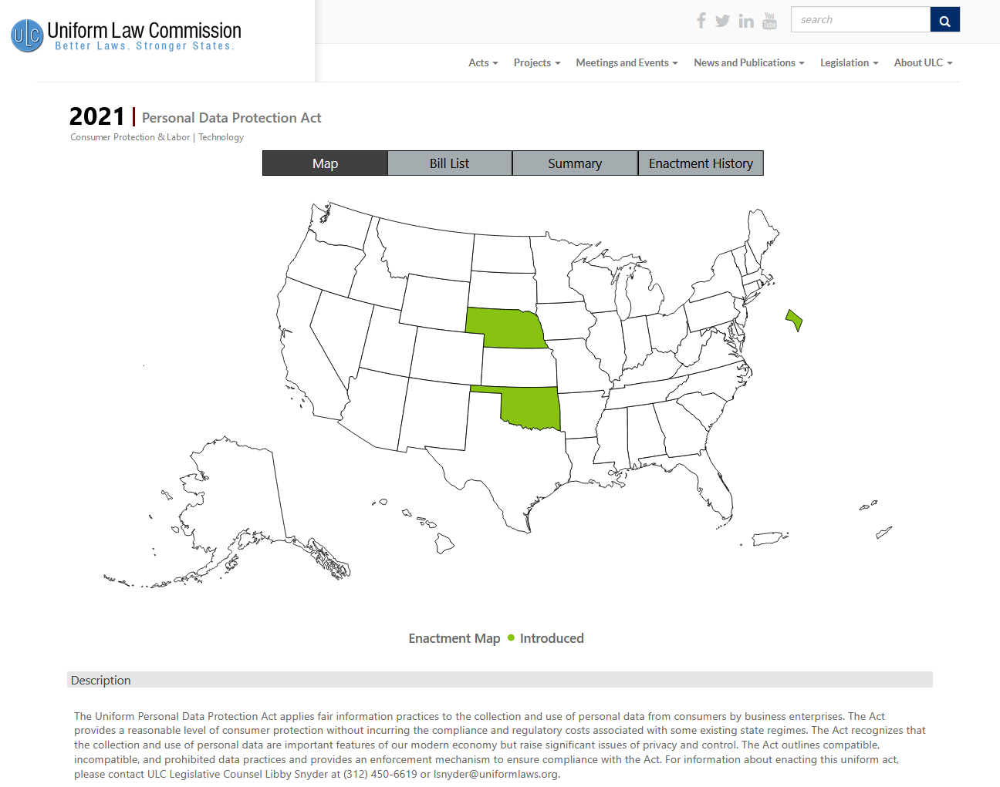 ULC Uniform Law Commission
Better Laws. Stronger States.
You Tube
search
Acts Projects Meetings and Events News and Publications Legislation About ULC
2021 | Personal Data Protection Act
Consumer Protection & Labor | Technology
Map Bill List Summary Enactment History
Enactment Map Introduced
Description
The Uniform Personal Data Protection Act applies fair information practices to the collection and use of personal data from consumers by business enterprises. The Act
provides a reasonable level of consumer protection without incurring the compliance and regulatory costs associated with some existing state regimes. The Act recognizes that
the collection and use of personal data are important features of our modern economy but raise significant issues of privacy and control. The Act outlines compatible,
incompatible, and prohibited data practices and provides an enforcement mechanism to ensure compliance with the Act. For information about enacting this uniform act,
please contact ULC Legislative Counsel Libby Snyder at (312) 450-6619 or lsnyder@uniformlaws.org.